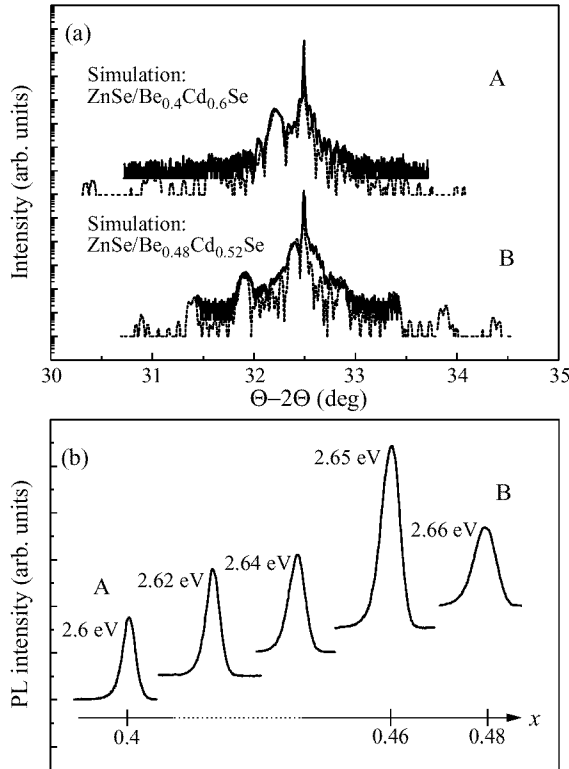 (a)
Simulation:
ZnSe/Be0.4Cd0.6Se
A
Simulation:
ZnSe/Be0.48Cd0.52Se
B
Intensity (arb. units)
30 31 32 33 34 35
Θ–2Θ (deg)
(b)
2.65 eV
B
2.66 eV
2.64 eV
2.62 eV
A
2.6 eV
PL intensity (arb. units)
x
0.4 0.46 0.48